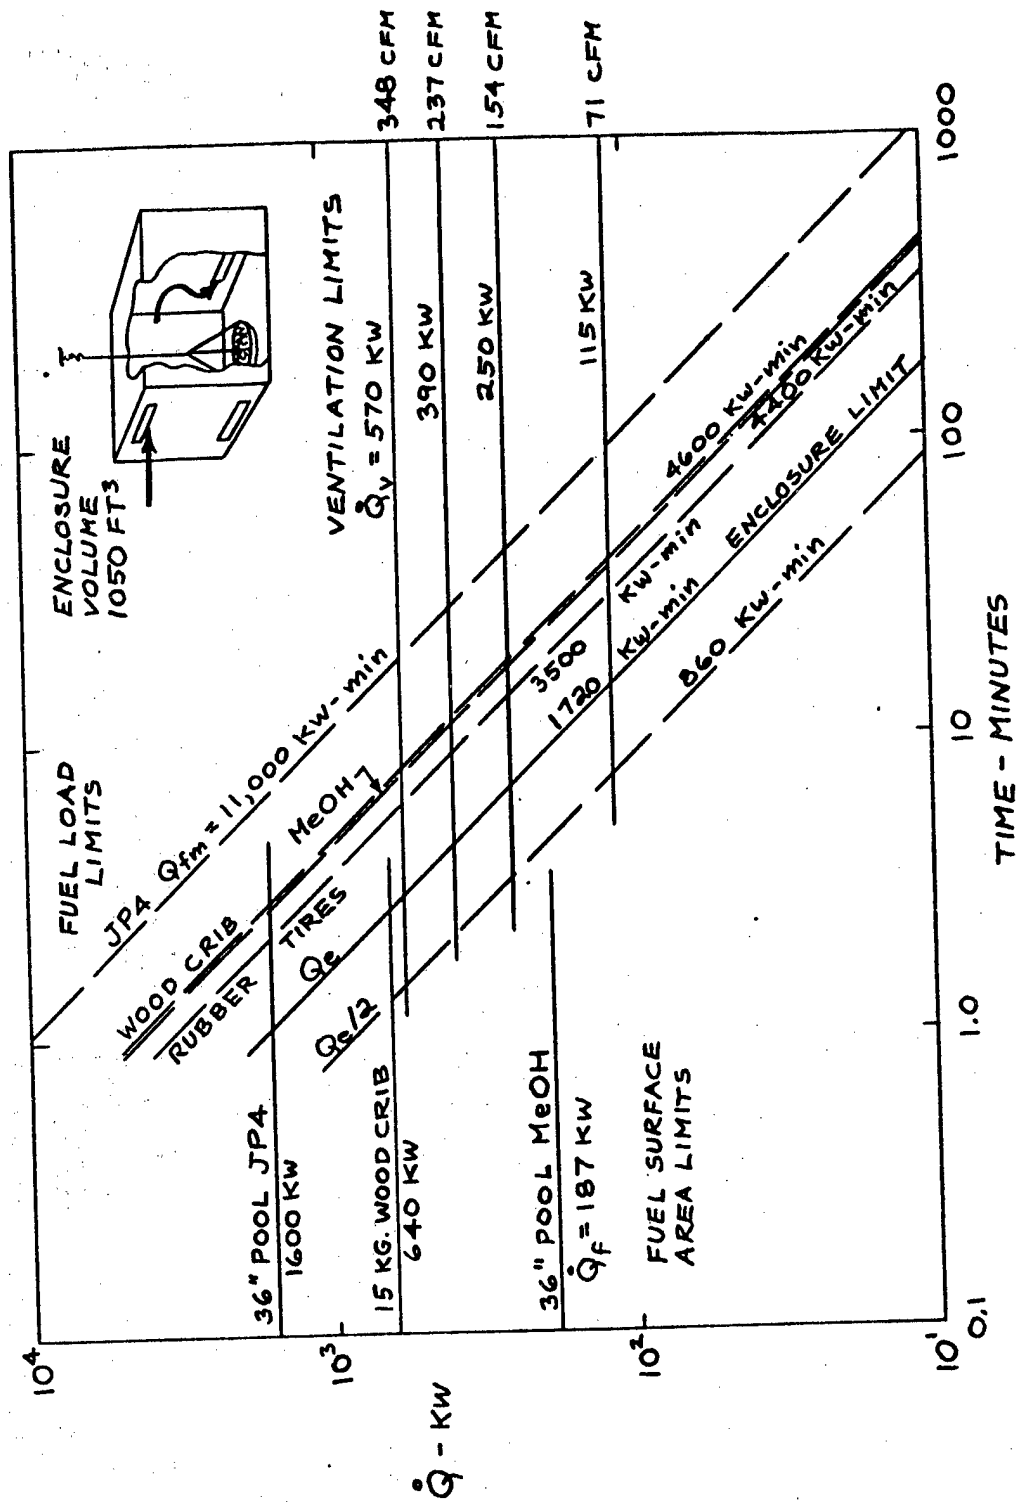 ENCLOSURE
VOLUME
1050 FT³
FUEL LOAD
LIMITS
JP4 Qfm = 11,000 KW-min
WOOD CRIB
MeOH
RUBBER TIRES
Qe
Qe/2
VENTILATION LIMITS
Q̇v = 570 KW
390 KW
250 KW
115 KW
348 CFM
237 CFM
154 CFM
71 CFM
4600 KW-min
4400 KW-min
3500 KW-min
1720 KW-min ENCLOSURE LIMIT
860 KW-min
36" POOL JP4
1600 KW
15 KG. WOOD CRIB
640 KW
36" POOL MeOH
Q̇f = 187 KW
FUEL SURFACE
AREA LIMITS
Q̇ - KW
10⁴
10³
10²
10¹
0.1
1.0
10
100
1000
TIME - MINUTES